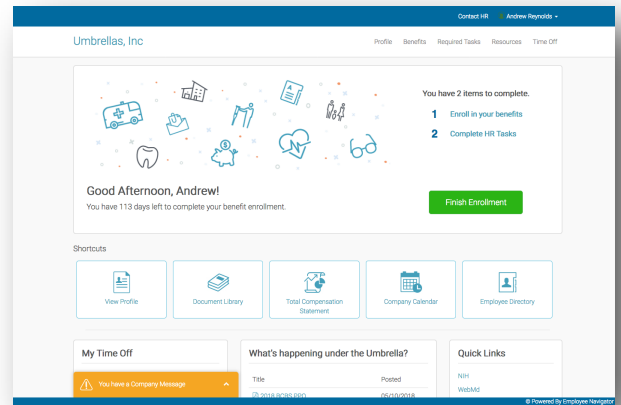 Contact HR Andrew Reynolds
Umbrellas, Inc
Profile Benefits Required Tasks Resources Time Off
You have 2 items to complete.
1 Enroll in your benefits
2 Complete HR Tasks
Good Afternoon, Andrew!
You have 113 days left to complete your benefit enrollment.
Finish Enrollment
Shortcuts
View Profile
Document Library
Total Compensation
Statement
Company Calendar
Employee Directory
My Time Off
What's happening under the Umbrella?
Quick Links
You have a Company Message
Title Posted
2018 BCBS PPO 05/10/2018
NIH
WebMd
© Powered By Employee Navigator